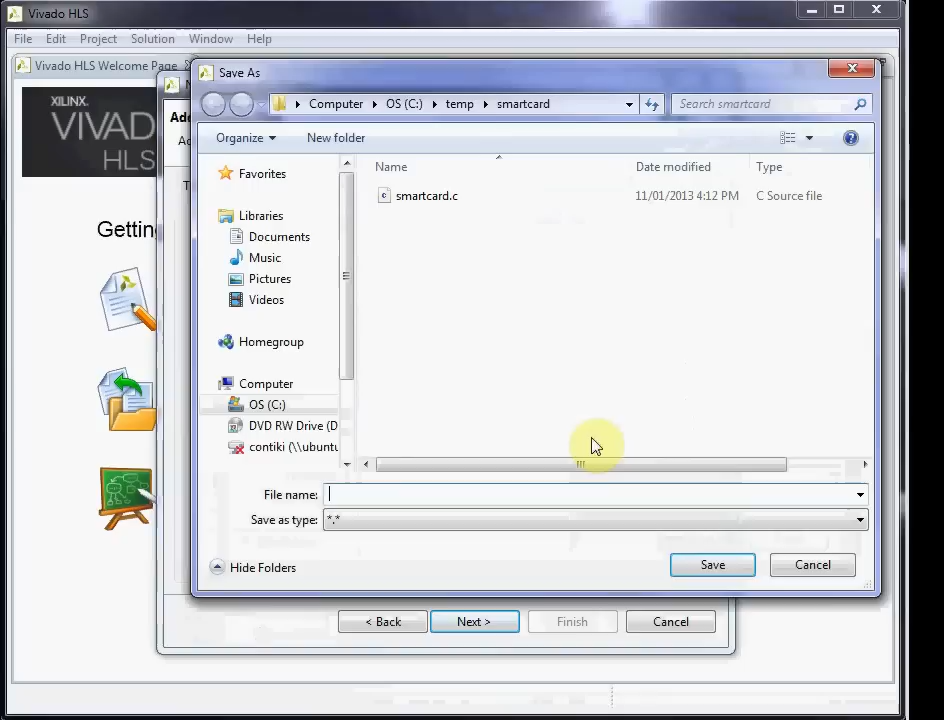 Vivado HLS
File Edit Project Solution Window Help
Vivado HLS Welcome Page
Save As
XILINX
VIVAD
HLS
Computer OS (C:) temp smartcard
Search smartcard
Organize New folder
Name Date modified Type
smartcard.c 11/01/2013 4:12 PM C Source file
Favorites
Libraries
Documents
Music
Pictures
Videos
Homegroup
Computer
OS (C:)
DVD RW Drive (D
contiki (\\ubuntu
Getting
File name:
Save as type: *.*
Hide Folders
Save Cancel
< Back Next > Finish Cancel